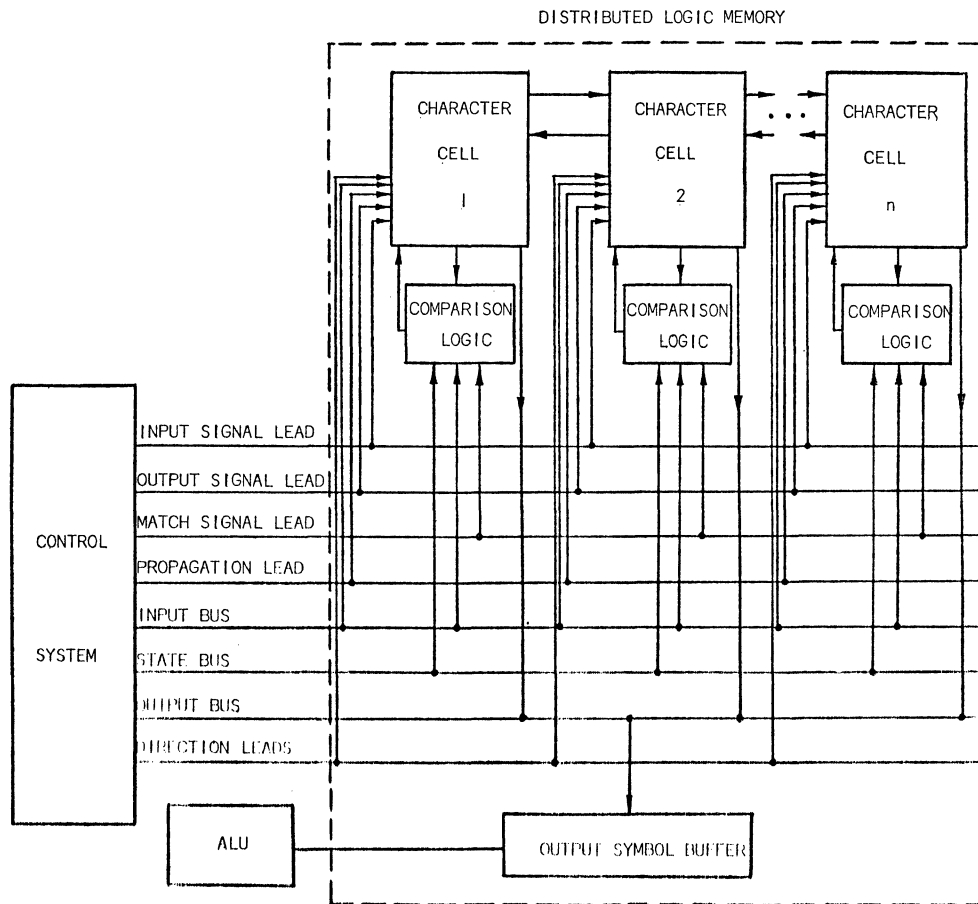 DISTRIBUTED LOGIC MEMORY
CHARACTER
CELL
1
CHARACTER
CELL
2
...
CHARACTER
CELL
n
COMPARISON
LOGIC
COMPARISON
LOGIC
COMPARISON
LOGIC
CONTROL
SYSTEM
INPUT SIGNAL LEAD
OUTPUT SIGNAL LEAD
MATCH SIGNAL LEAD
PROPAGATION LEAD
INPUT BUS
STATE BUS
OUTPUT BUS
DIRECTION LEADS
ALU
OUTPUT SYMBOL BUFFER